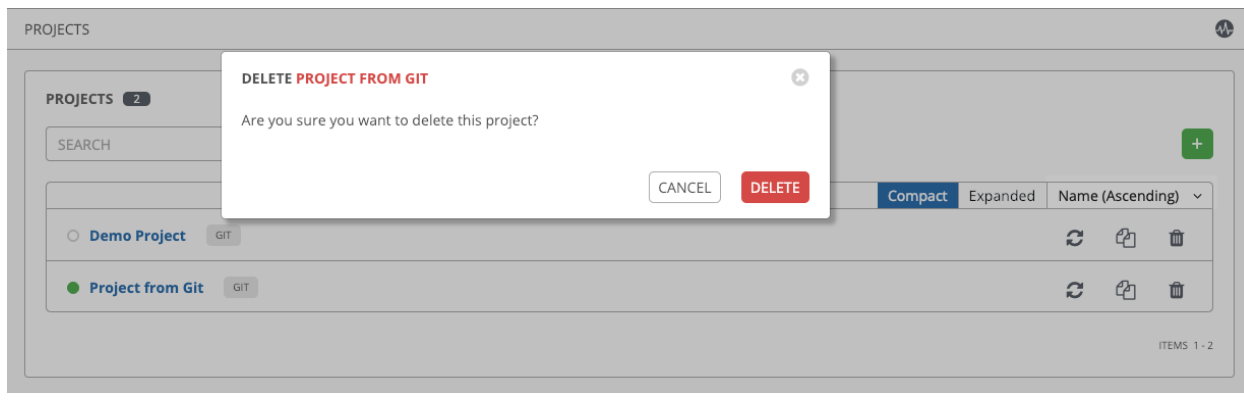 PROJECTS
DELETE PROJECT FROM GIT
Are you sure you want to delete this project?
CANCEL DELETE
PROJECTS 2
SEARCH
+
Compact Expanded Name (Ascending)
Demo Project GIT
Project from Git GIT
ITEMS 1 - 2